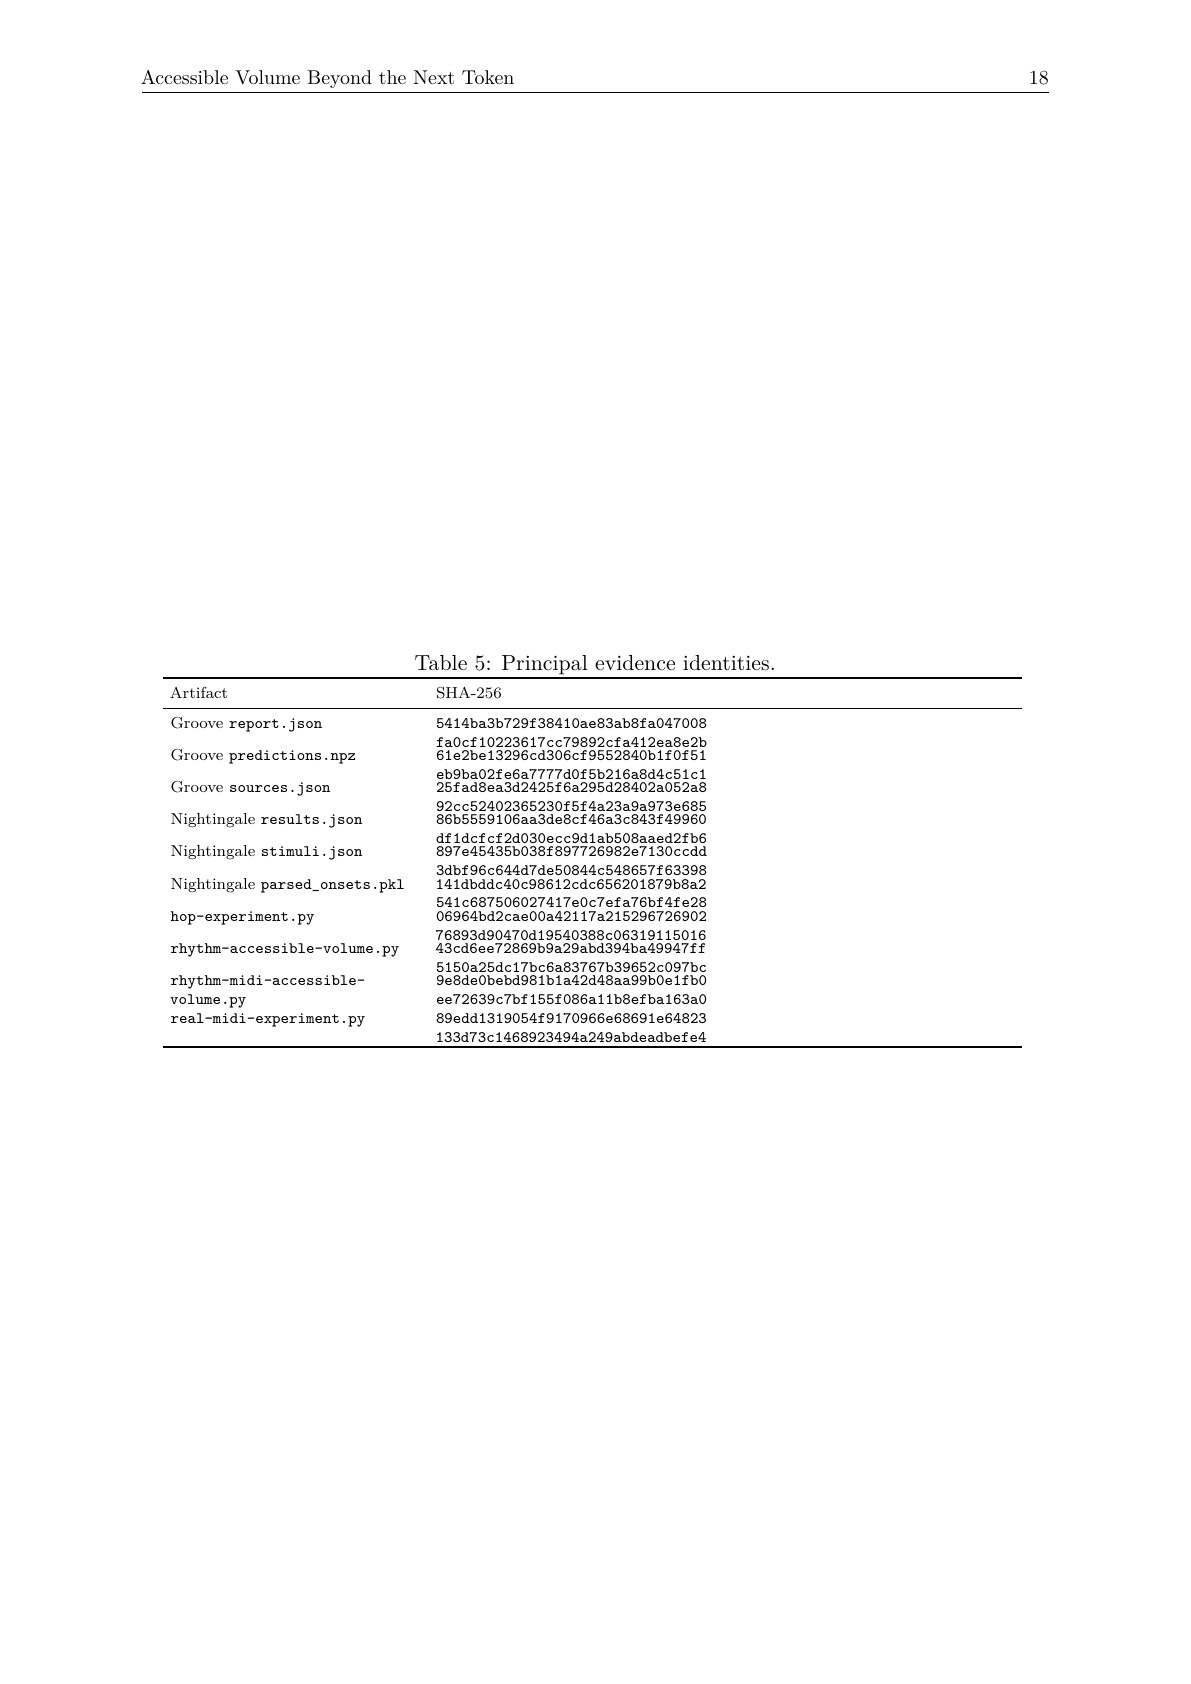 Accessible Volume Beyond the Next Token 18
Table 5: Principal evidence identities.
Artifact SHA-256
Groove report.json 5414ba3b729f38410ae83ab8fa047008
fa0cf10223617cc79892cfa412ea8e2b
Groove predictions.npz 61e2be13296cd306cf9552840b1f0f51
eb9ba02fe6a7777d0f5b216a8d4c51c1
Groove sources.json 25fad8ea3d2425f6a295d28402a052a8
92cc52402365230f5f4a23a9a973e685
Nightingale results.json 86b5559106aa3de8cf46a3c843f49960
df1dcfcf2d030ecc9d1ab508aaed2fb6
Nightingale stimuli.json 897e45435b038f897726982e7130ccdd
3dbf96c644d7de50844c548657f63398
Nightingale parsed_onsets.pkl 141dbddc40c98612cdc656201879b8a2
541c687506027417e0c7efa76bf4fe28
hop-experiment.py 06964bd2cae00a42117a215296726902
76893d90470d19540388c06319115016
rhythm-accessible-volume.py 43cd6ee72869b9a29abd394ba49947ff
5150a25dc17bc6a83767b39652c097bc
rhythm-midi-accessible- 9e8de0bebd981b1a42d48aa99b0e1fb0
volume.py ee72639c7bf155f086a11b8efba163a0
real-midi-experiment.py 89edd1319054f9170966e68691e64823
133d73c1468923494a249abdeadbefe4